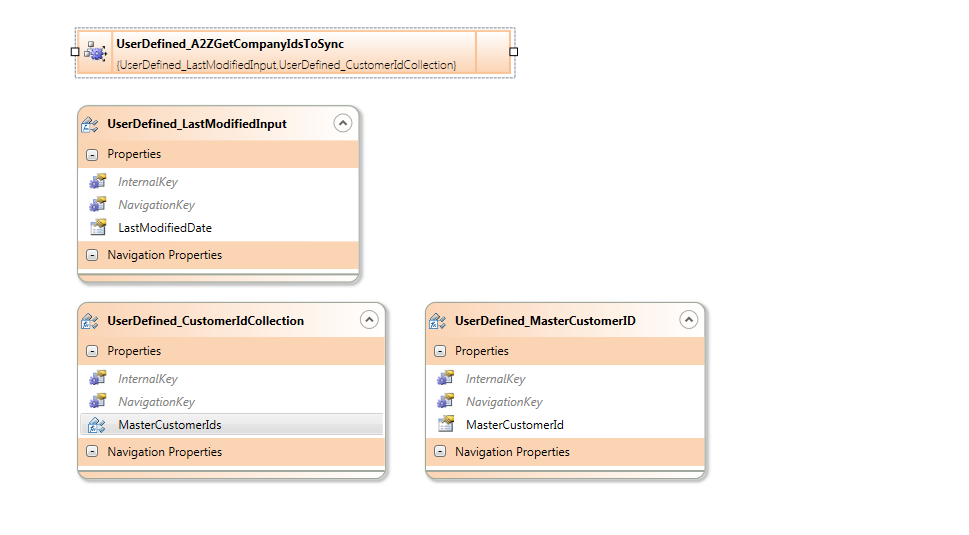 UserDefined_A2ZGetCompanyIdsToSync
{UserDefined_LastModifiedInput,UserDefined_CustomerIdCollection}
UserDefined_LastModifiedInput
Properties
InternalKey
NavigationKey
LastModifiedDate
Navigation Properties
UserDefined_CustomerIdCollection
Properties
InternalKey
NavigationKey
MasterCustomerIds
Navigation Properties
UserDefined_MasterCustomerID
Properties
InternalKey
NavigationKey
MasterCustomerId
Navigation Properties